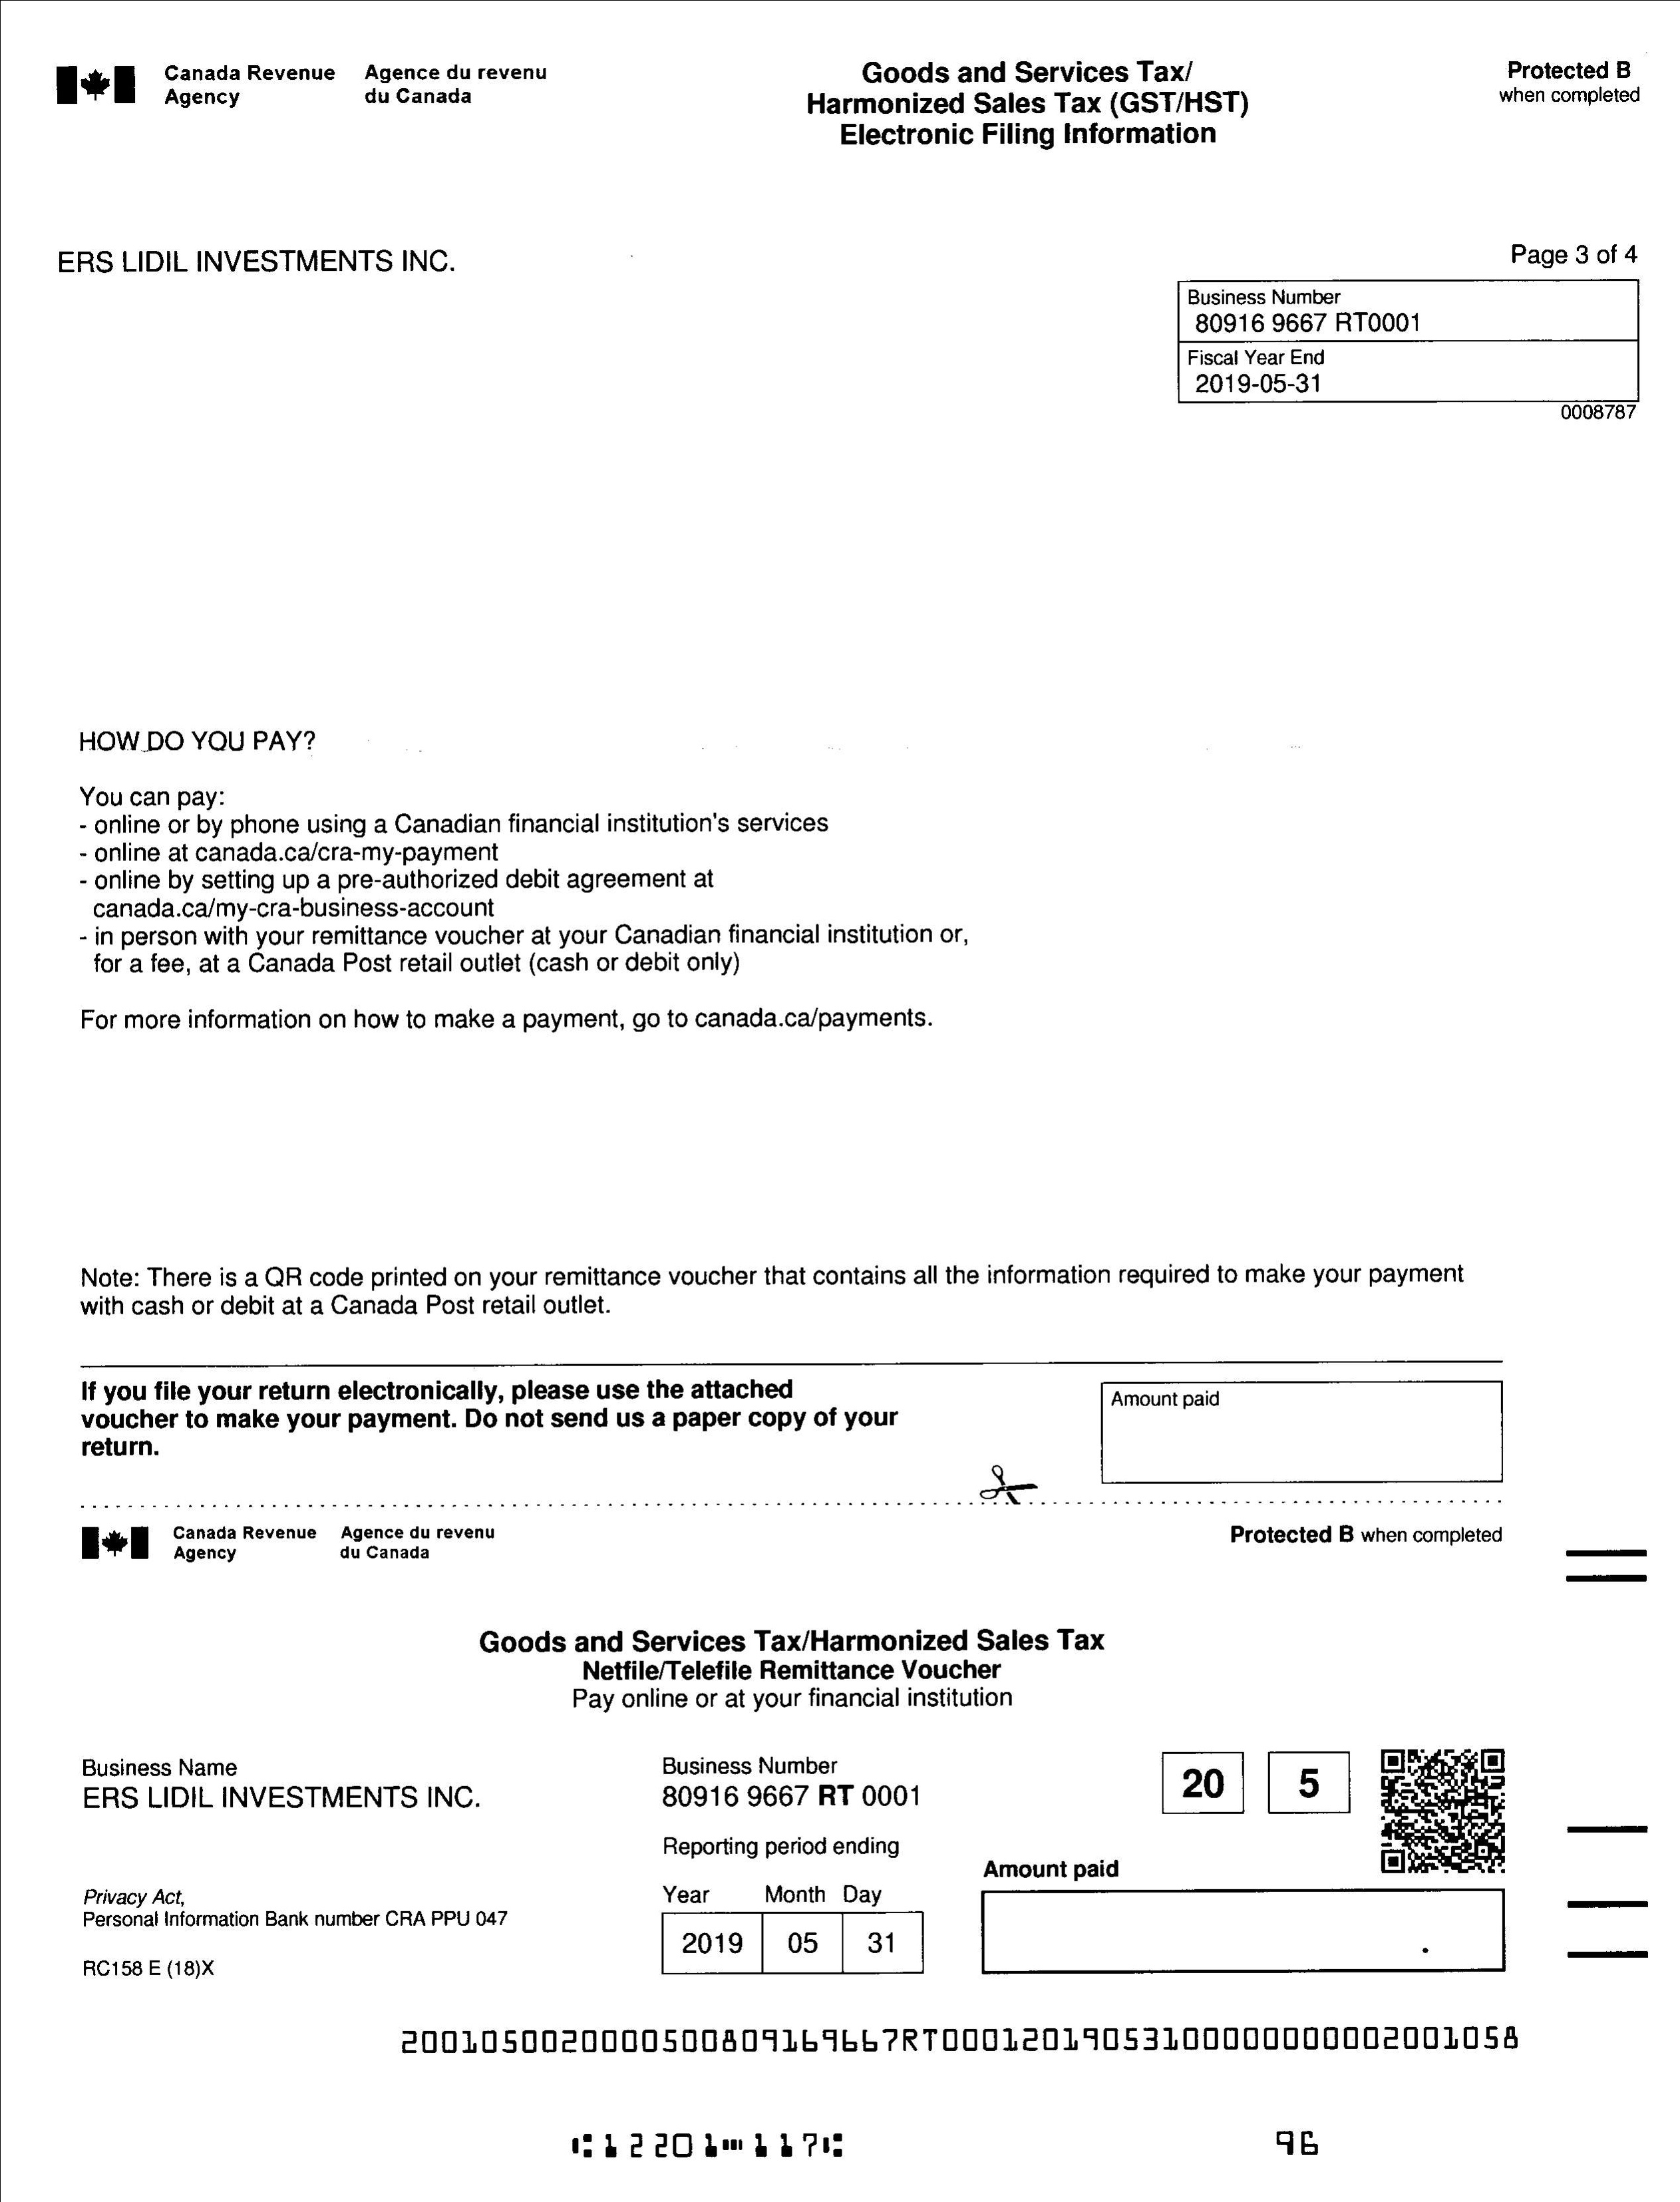 Canada Revenue Agency
Agence du revenu du Canada
Goods and Services Tax/
Harmonized Sales Tax (GST/HST)
Electronic Filing Information
Protected B
when completed
ERS LIDIL INVESTMENTS INC.
Page 3 of 4
Business Number
80916 9667 RT0001
Fiscal Year End
2019-05-31
0008787
HOW DO YOU PAY?
You can pay:
- online or by phone using a Canadian financial institution's services
- online at canada.ca/cra-my-payment
- online by setting up a pre-authorized debit agreement at
canada.ca/my-cra-business-account
- in person with your remittance voucher at your Canadian financial institution or,
for a fee, at a Canada Post retail outlet (cash or debit only)
For more information on how to make a payment, go to canada.ca/payments.
Note: There is a QR code printed on your remittance voucher that contains all the information required to make your payment
with cash or debit at a Canada Post retail outlet.
If you file your return electronically, please use the attached
voucher to make your payment. Do not send us a paper copy of your
return.
Amount paid
Canada Revenue Agency
Agence du revenu du Canada
Protected B when completed
Goods and Services Tax/Harmonized Sales Tax
Netfile/Telefile Remittance Voucher
Pay online or at your financial institution
Business Name
ERS LIDIL INVESTMENTS INC.
Business Number
80916 9667 RT 0001
20 5
Reporting period ending
Amount paid
Year Month Day
2019 05 31
Privacy Act,
Personal Information Bank number CRA PPU 047
RC158 E (18)X
200105002000050080916966​7RT00012019053100000000002001058
⑆12201⑉117⑆ 96